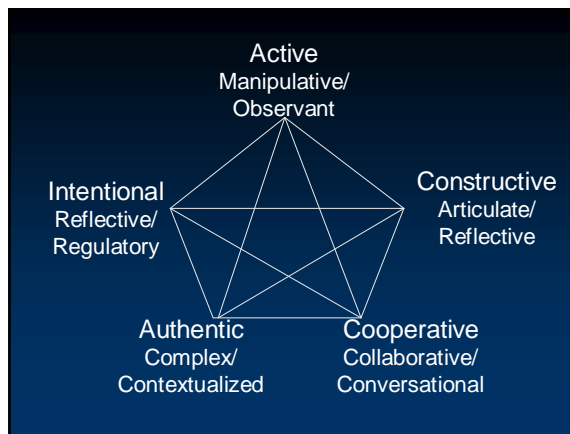 Active
Manipulative/
Observant
Intentional
Reflective/
Regulatory
Constructive
Articulate/
Reflective
Authentic
Complex/
Contextualized
Cooperative
Collaborative/
Conversational